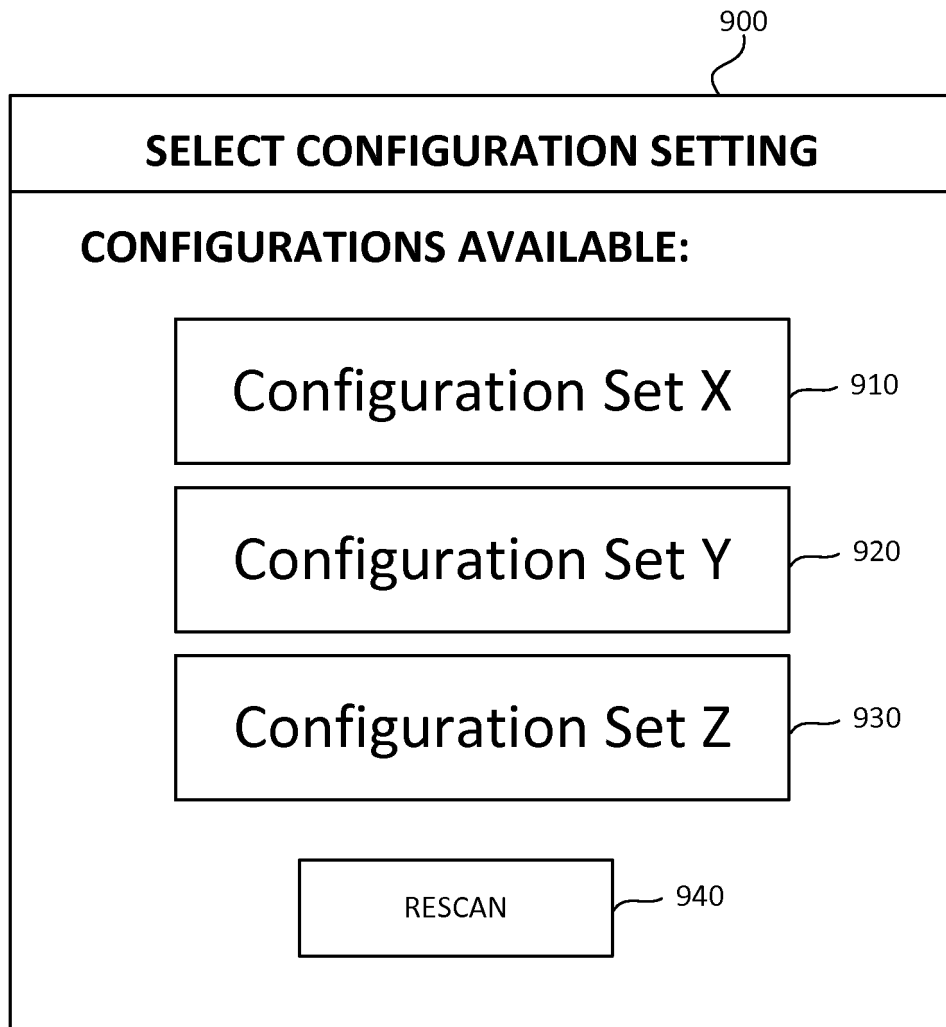 900
SELECT CONFIGURATION SETTING
CONFIGURATIONS AVAILABLE:
Configuration Set X
910
Configuration Set Y
920
Configuration Set Z
930
RESCAN
940